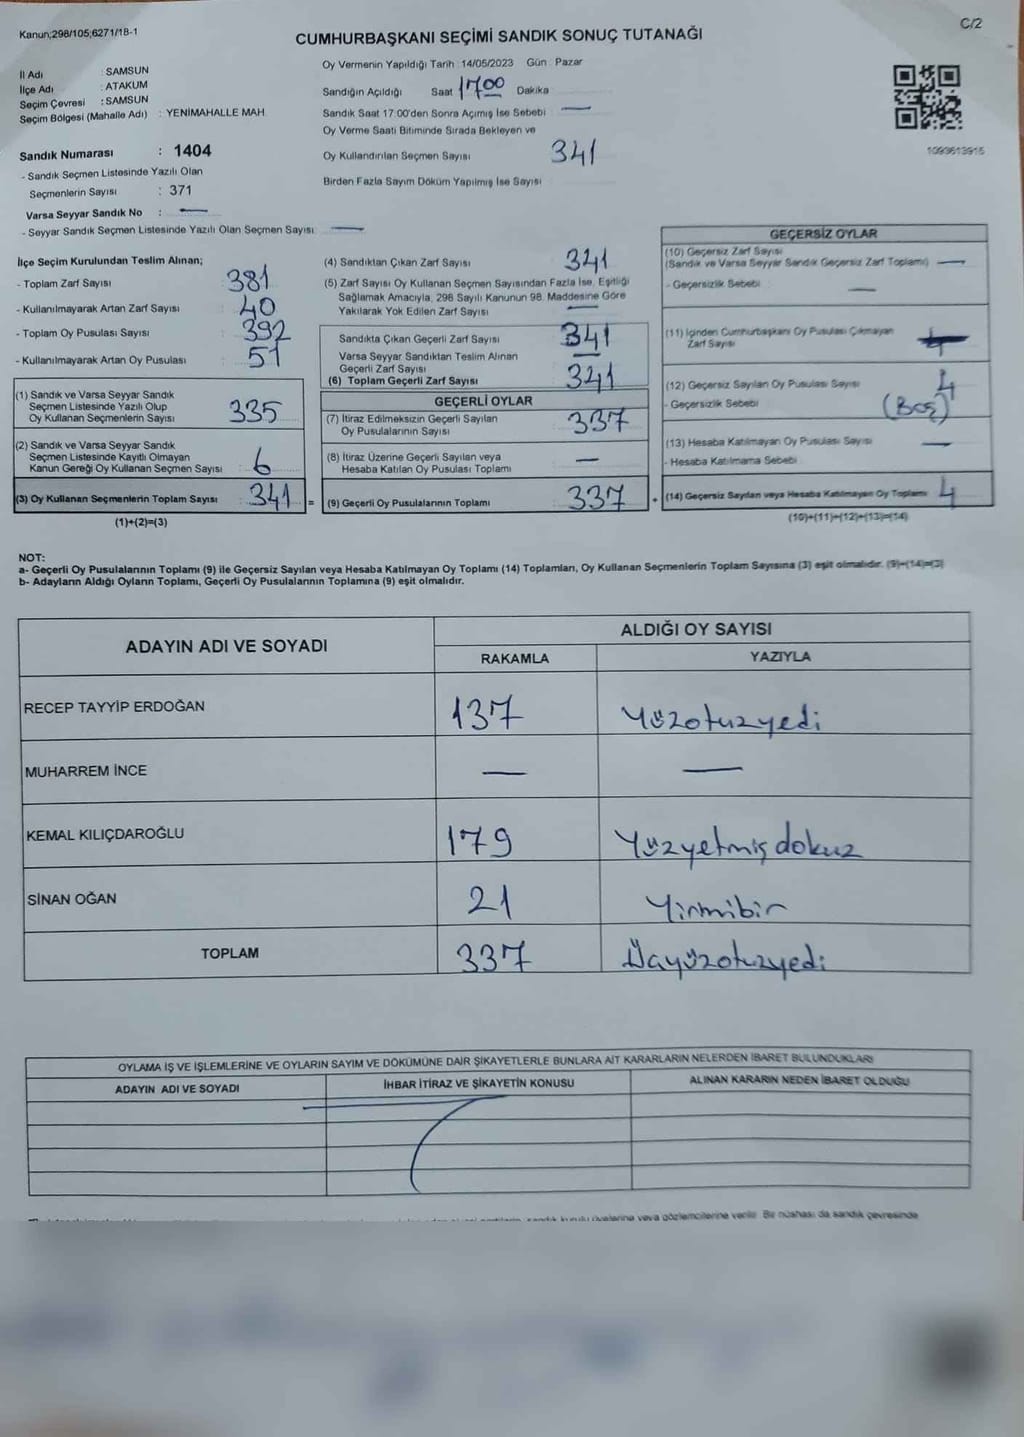 Kanun;298/105;6271/18-1
C/2
CUMHURBAŞKANI SEÇİMİ SANDIK SONUÇ TUTANAĞI
İl Adı : SAMSUN
İlçe Adı : ATAKUM
Seçim Çevresi : SAMSUN
Seçim Bölgesi (Mahalle Adı) : YENİMAHALLE MAH.
Oy Vermenin Yapıldığı Tarih : 14/05/2023 Gün : Pazar
Sandığın Açıldığı Saat 17:00 Dakika
Sandık Saat 17:00'den Sonra Açılmış İse Sebebi —
Oy Verme Saati Bitiminde Sırada Bekleyen ve
Oy Kullandırılan Seçmen Sayısı 341
Birden Fazla Sayım Döküm Yapılmış İse Sayısı
1093613915
Sandık Numarası : 1404
- Sandık Seçmen Listesinde Yazılı Olan
Seçmenlerin Sayısı : 371
Varsa Seyyar Sandık No : —
- Seyyar Sandık Seçmen Listesinde Yazılı Olan Seçmen Sayısı : —
İlçe Seçim Kurulundan Teslim Alınan;
- Toplam Zarf Sayısı : 381
- Kullanılmayarak Artan Zarf Sayısı : 40
- Toplam Oy Pusulası Sayısı : 392
- Kullanılmayarak Artan Oy Pusulası : 51
(1) Sandık ve Varsa Seyyar Sandık
Seçmen Listesinde Yazılı Olup
Oy Kullanan Seçmenlerin Sayısı : 335
(2) Sandık ve Varsa Seyyar Sandık
Seçmen Listesinde Kayıtlı Olmayan
Kanun Gereği Oy Kullanan Seçmen Sayısı : 6
(3) Oy Kullanan Seçmenlerin Toplam Sayısı : 341 =
(1)+(2)=(3)
(4) Sandıktan Çıkan Zarf Sayısı 341
(5) Zarf Sayısı Oy Kullanan Seçmen Sayısından Fazla İse, Eşitliği
Sağlamak Amacıyla, 298 Sayılı Kanunun 98. Maddesine Göre
Yakılarak Yok Edilen Zarf Sayısı —
Sandıkta Çıkan Geçerli Zarf Sayısı 341
Varsa Seyyar Sandıktan Teslim Alınan
Geçerli Zarf Sayısı —
(6) Toplam Geçerli Zarf Sayısı 341
GEÇERLİ OYLAR
(7) İtiraz Edilmeksizin Geçerli Sayılan
Oy Pusulalarının Sayısı 337
(8) İtiraz Üzerine Geçerli Sayılan veya
Hesaba Katılan Oy Pusulası Toplamı —
(9) Geçerli Oy Pusulalarının Toplamı 337 +
GEÇERSİZ OYLAR
(10) Geçersiz Zarf Sayısı
(Sandık ve Varsa Seyyar Sandık Geçersiz Zarf Toplamı) —
- Geçersizlik Sebebi —
(11) İçinden Cumhurbaşkanı Oy Pusulası Çıkmayan
Zarf Sayısı
(12) Geçersiz Sayılan Oy Pusulası Sayısı 4
- Geçersizlik Sebebi (Boş)
(13) Hesaba Katılmayan Oy Pusulası Sayısı —
- Hesaba Katılmama Sebebi
(14) Geçersiz Sayılan veya Hesaba Katılmayan Oy Toplamı 4
(10)+(11)+(12)+(13)=(14)
NOT:
a- Geçerli Oy Pusulalarının Toplamı (9) ile Geçersiz Sayılan veya Hesaba Katılmayan Oy Toplamı (14) Toplamları, Oy Kullanan Seçmenlerin Toplam Sayısına (3) eşit olmalıdır. (9)+(14)=(3)
b- Adayların Aldığı Oyların Toplamı, Geçerli Oy Pusulalarının Toplamına (9) eşit olmalıdır.
ADAYIN ADI VE SOYADI
ALDIĞI OY SAYISI
RAKAMLA YAZIYLA
RECEP TAYYİP ERDOĞAN 137 Yüzotuzyedi
MUHARREM İNCE — —
KEMAL KILIÇDAROĞLU 179 Yüzyetmişdokuz
SİNAN OĞAN 21 Yirmibir
TOPLAM 337 Üçyüzotuzyedi
OYLAMA İŞ VE İŞLEMLERİNE VE OYLARIN SAYIM VE DÖKÜMÜNE DAİR ŞİKAYETLERLE BUNLARA AİT KARARLARIN NELERDEN İBARET BULUNDUKLARI
ADAYIN ADI VE SOYADI İHBAR İTİRAZ VE ŞİKAYETİN KONUSU ALINAN KARARIN NEDEN İBARET OLDUĞU
sandık kurulu üyelerine veya gözlemcilerine verilir. Bir nüshası da sandık çevresinde